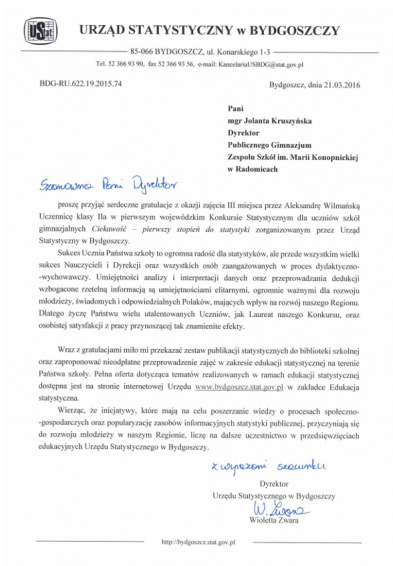 uSstat
URZĄD STATYSTYCZNY w BYDGOSZCZY
85-066 BYDGOSZCZ, ul. Konarskiego 1-3
Tel. 52 366 93 90, fax 52 366 93 56, e-mail: KancelariaUSBDG@stat.gov.pl
BDG-RU.622.19.2015.74
Bydgoszcz, dnia 21.03.2016
Pani
mgr Jolanta Kruszyńska
Dyrektor
Publicznego Gimnazjum
Zespołu Szkół im. Marii Konopnickiej
w Radomicach
Szanowna Pani Dyrektor
proszę przyjąć serdeczne gratulacje z okazji zajęcia III miejsca przez Aleksandrę Wilmańską
Uczennicę klasy IIa w pierwszym wojewódzkim Konkursie Statystycznym dla uczniów szkół
gimnazjalnych Ciekawość – pierwszy stopień do statystyki zorganizowanym przez Urząd
Statystyczny w Bydgoszczy.
Sukces Ucznia Państwa szkoły to ogromna radość dla statystyków, ale przede wszystkim wielki
sukces Nauczycieli i Dyrekcji oraz wszystkich osób zaangażowanych w proces dydaktyczno-
-wychowawczy. Umiejętności analizy i interpretacji danych oraz przeprowadzania dedukcji
wzbogacone rzetelną informacją są umiejętnościami elitarnymi, ogromnie ważnymi dla rozwoju
młodzieży, świadomych i odpowiedzialnych Polaków, mających wpływ na rozwój naszego Regionu.
Dlatego życzę Państwu wielu utalentowanych Uczniów, jak Laureat naszego Konkursu, oraz
osobistej satysfakcji z pracy przynoszącej tak znamienite efekty.
Wraz z gratulacjami miło mi przekazać zestaw publikacji statystycznych do biblioteki szkolnej
oraz zaproponować nieodpłatne przeprowadzenie zajęć w zakresie edukacji statystycznej na terenie
Państwa szkoły. Pełna oferta dotycząca tematów realizowanych w ramach edukacji statystycznej
dostępna jest na stronie internetowej Urzędu www.bydgoszcz.stat.gov.pl w zakładce Edukacja
statystyczna.
Wierząc, że inicjatywy, które mają na celu poszerzanie wiedzy o procesach społeczno-
-gospodarczych oraz popularyzację zasobów informacyjnych statystyki publicznej, przyczyniają się
do rozwoju młodzieży w naszym Regionie, liczę na dalsze uczestnictwo w przedsięwzięciach
edukacyjnych Urzędu Statystycznego w Bydgoszczy.
z wyrazami szacunku
Dyrektor
Urzędu Statystycznego w Bydgoszczy
W. Zwara
Wioletta Zwara
http://bydgoszcz.stat.gov.pl